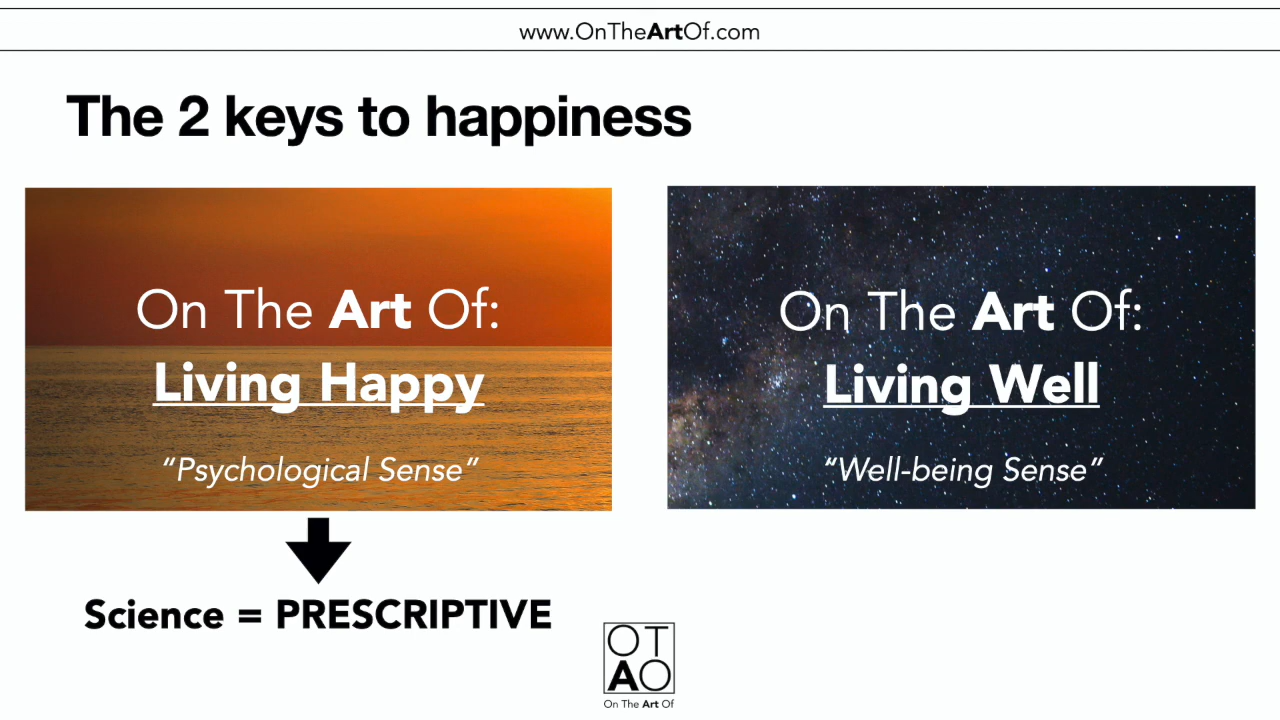 www.OnTheArtOf.com
The 2 keys to happiness
On The Art Of:
Living Happy
“Psychological Sense”
Science = PRESCRIPTIVE
On The Art Of:
Living Well
“Well-being Sense”
OT
AO
On The Art Of